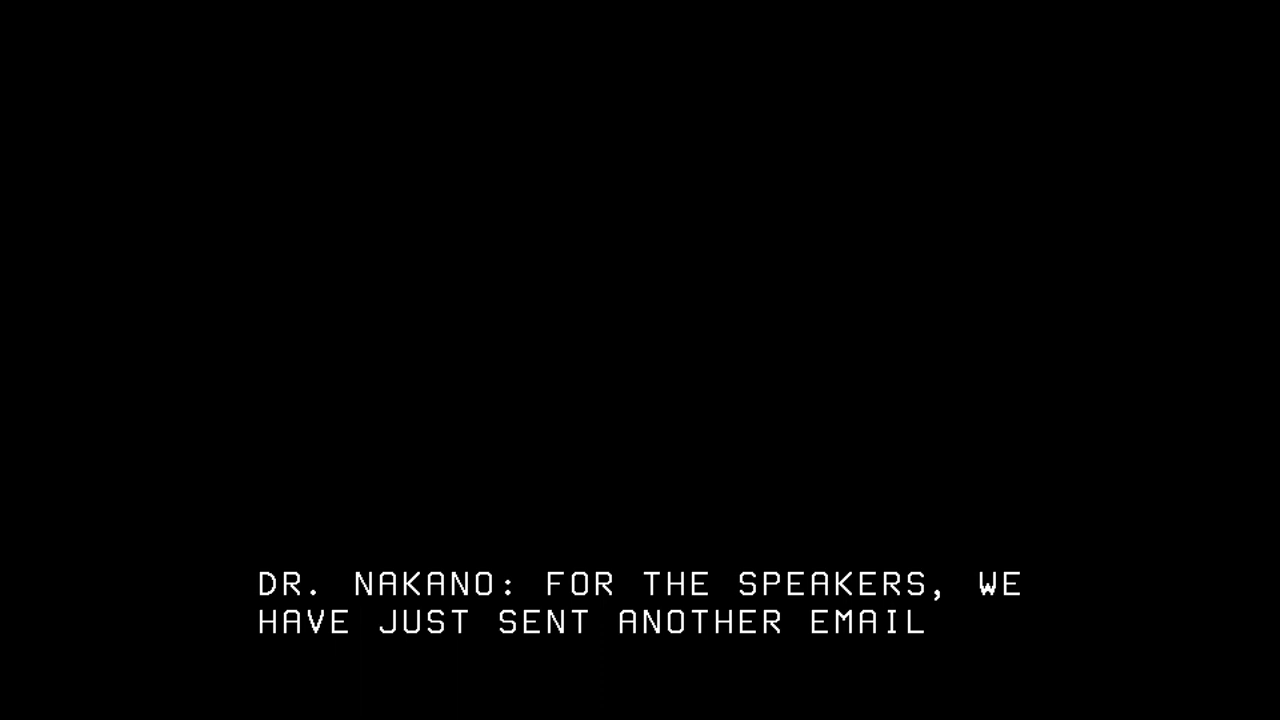 DR. NAKANO: FOR THE SPEAKERS, WE
HAVE JUST SENT ANOTHER EMAIL